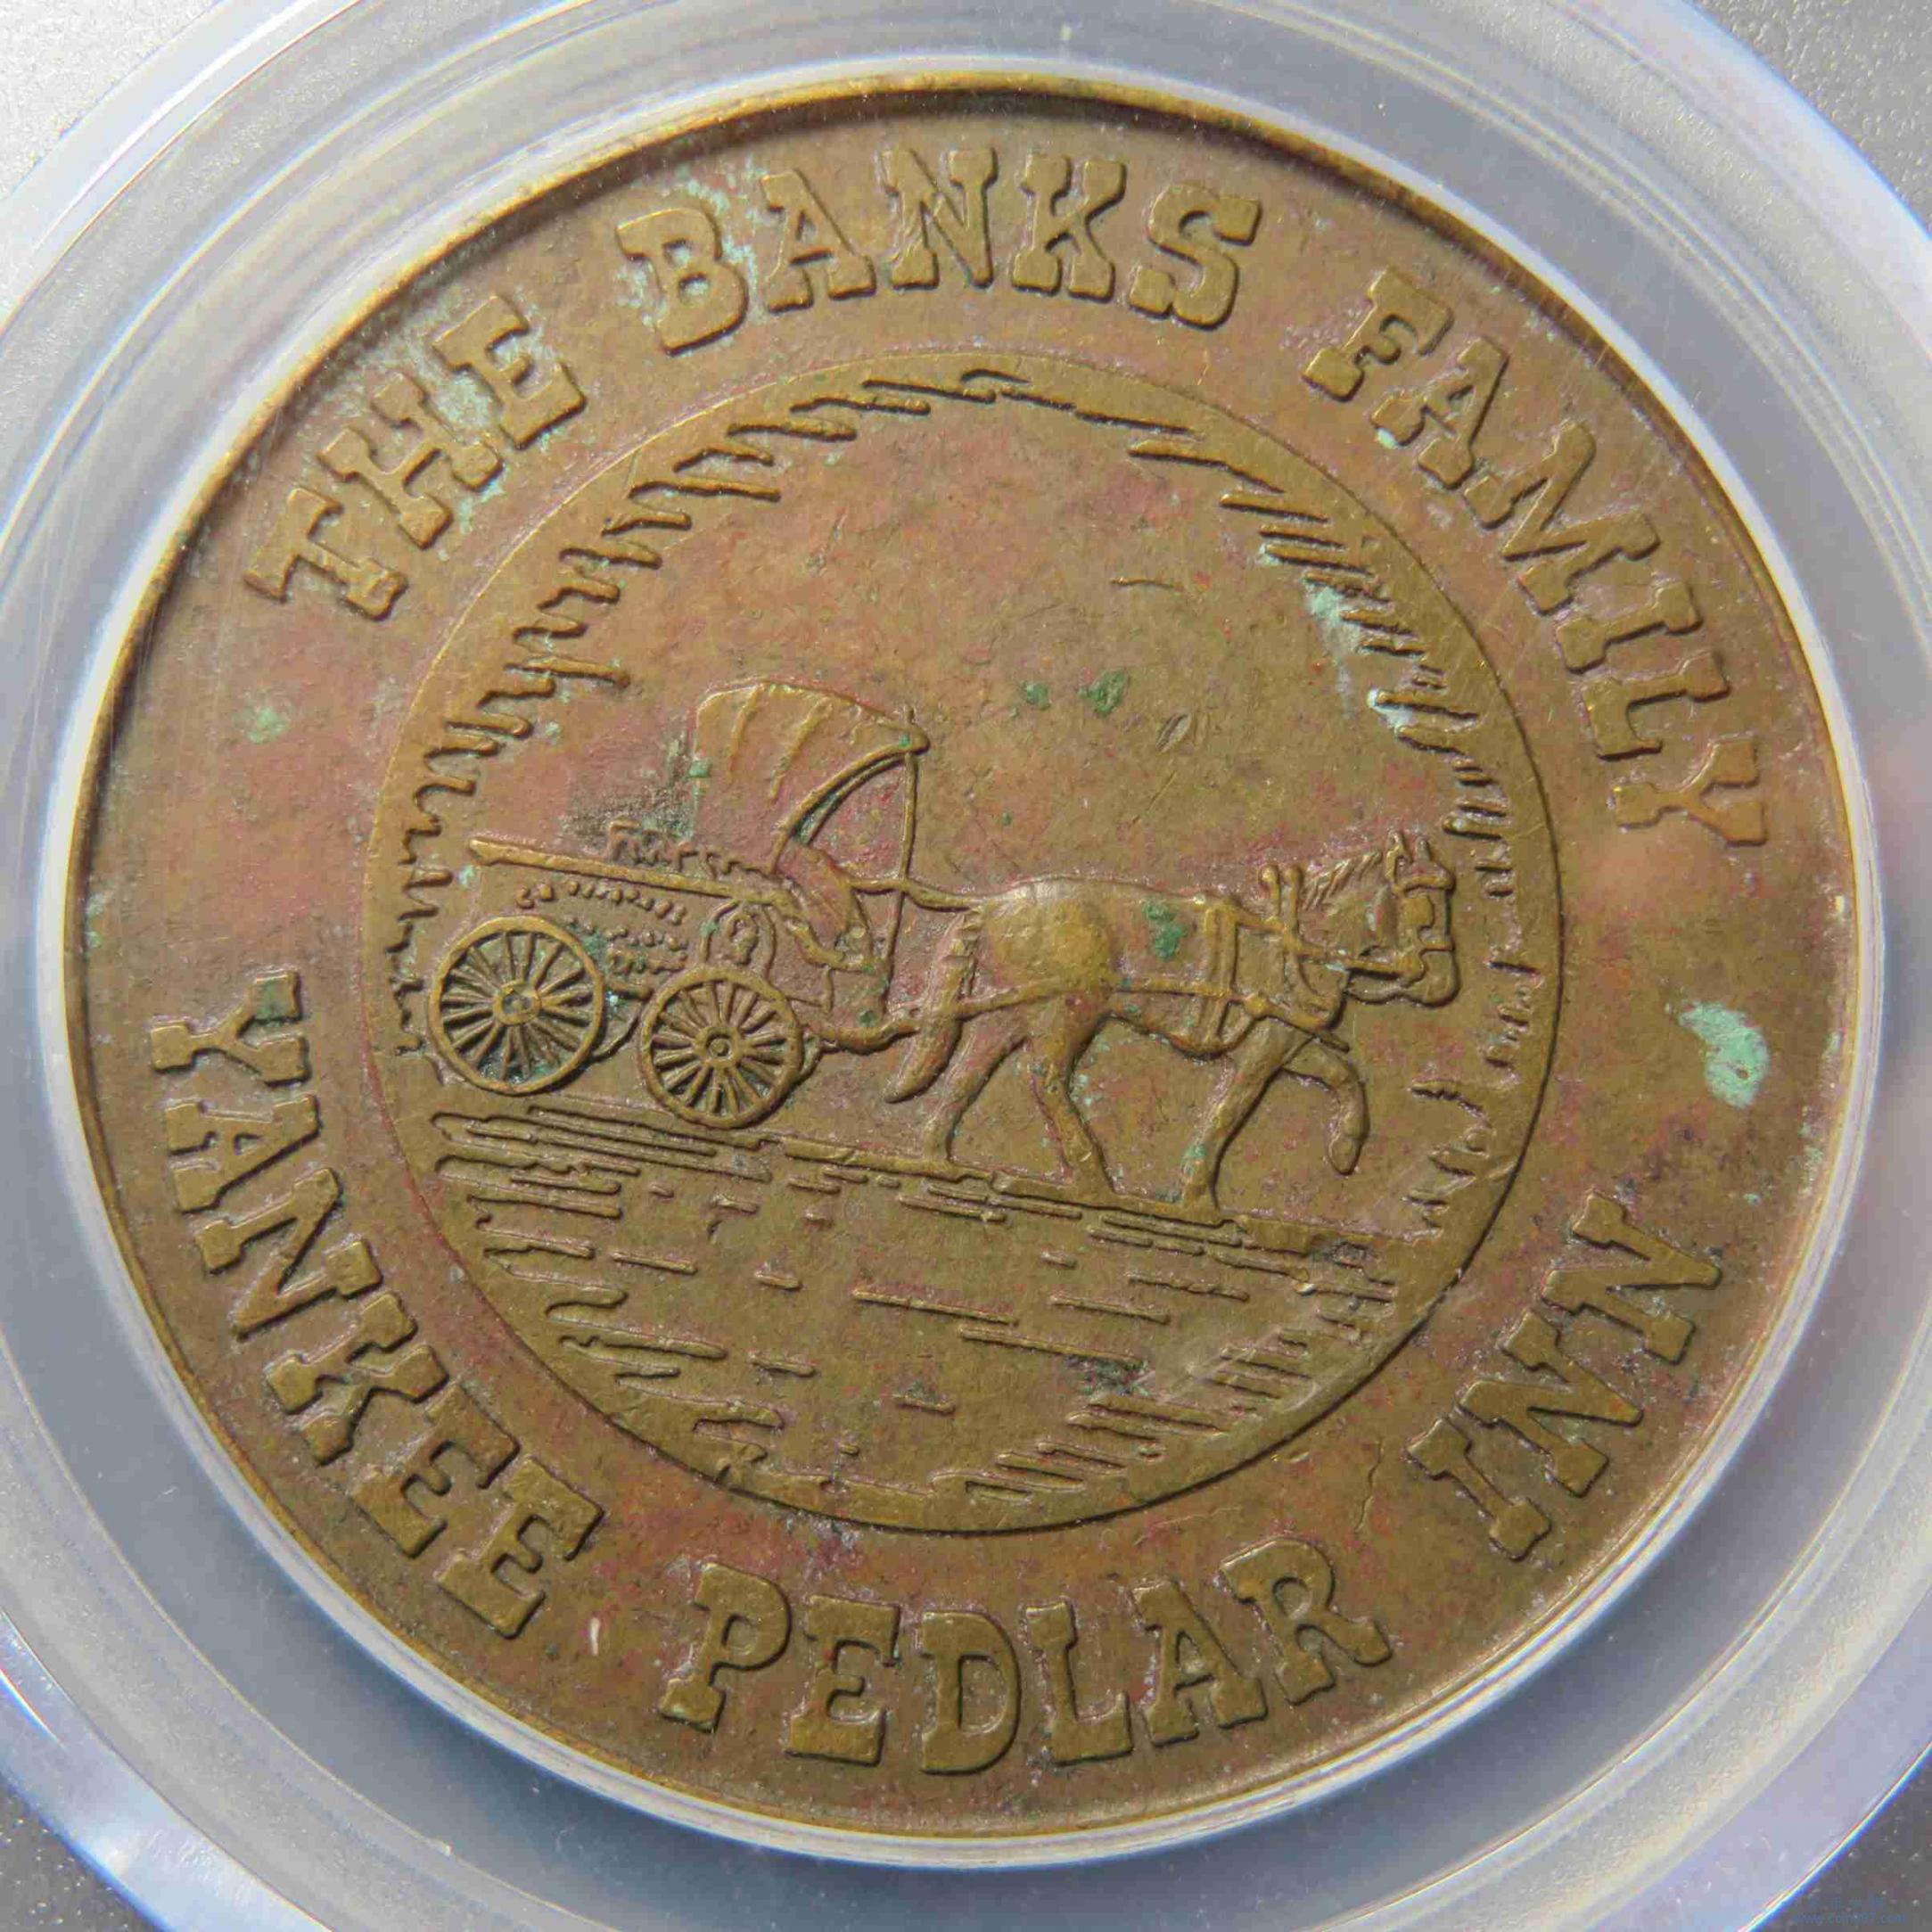 THE BANKS FAMILY
YANKEE PEDLAR INN